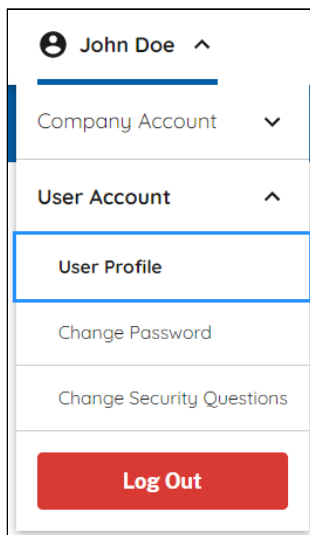 John Doe
Company Account
User Account
User Profile
Change Password
Change Security Questions
Log Out